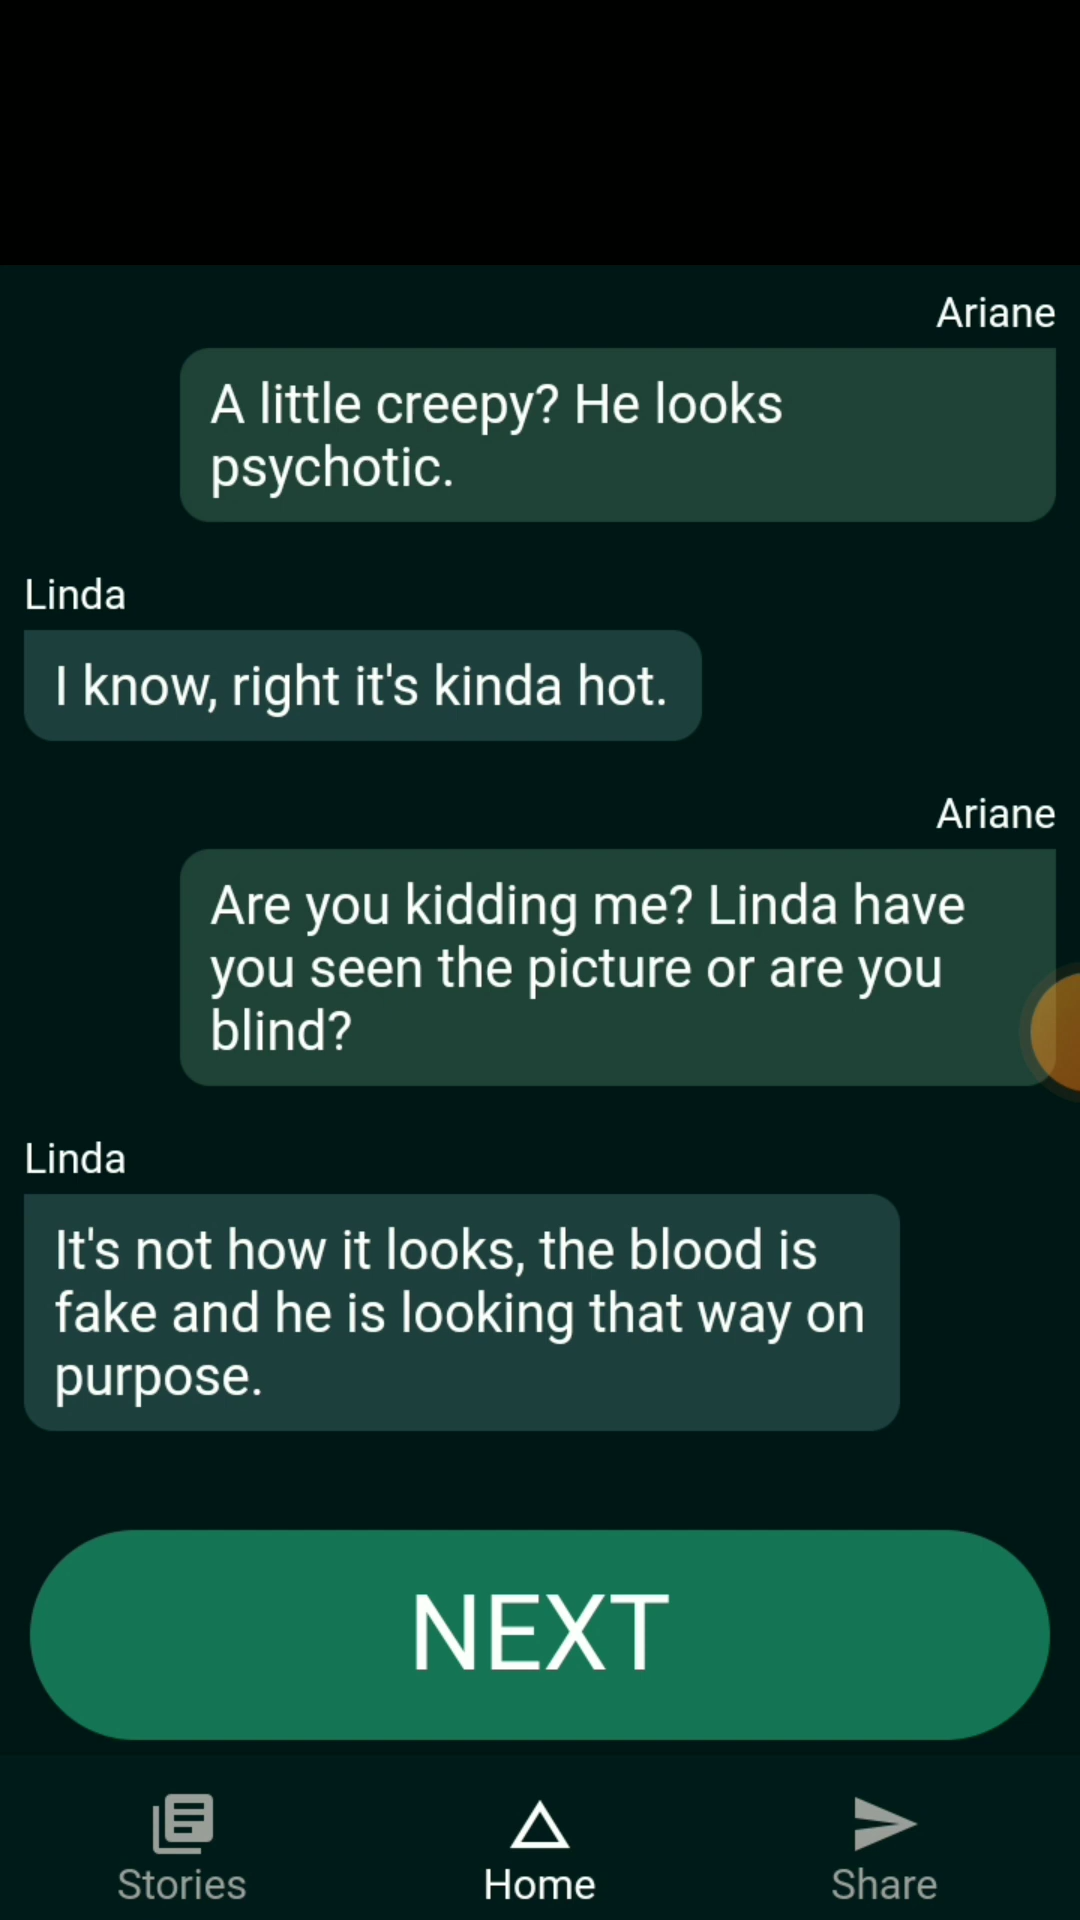 Ariane
A little creepy? He looks
psychotic.
Linda
I know, right it's kinda hot.
Ariane
Are you kidding me? Linda have
you seen the picture or are you
blind?
Linda
It's not how it looks, the blood is
fake and he is looking that way on
purpose.
NEXT
Stories
Home
Share